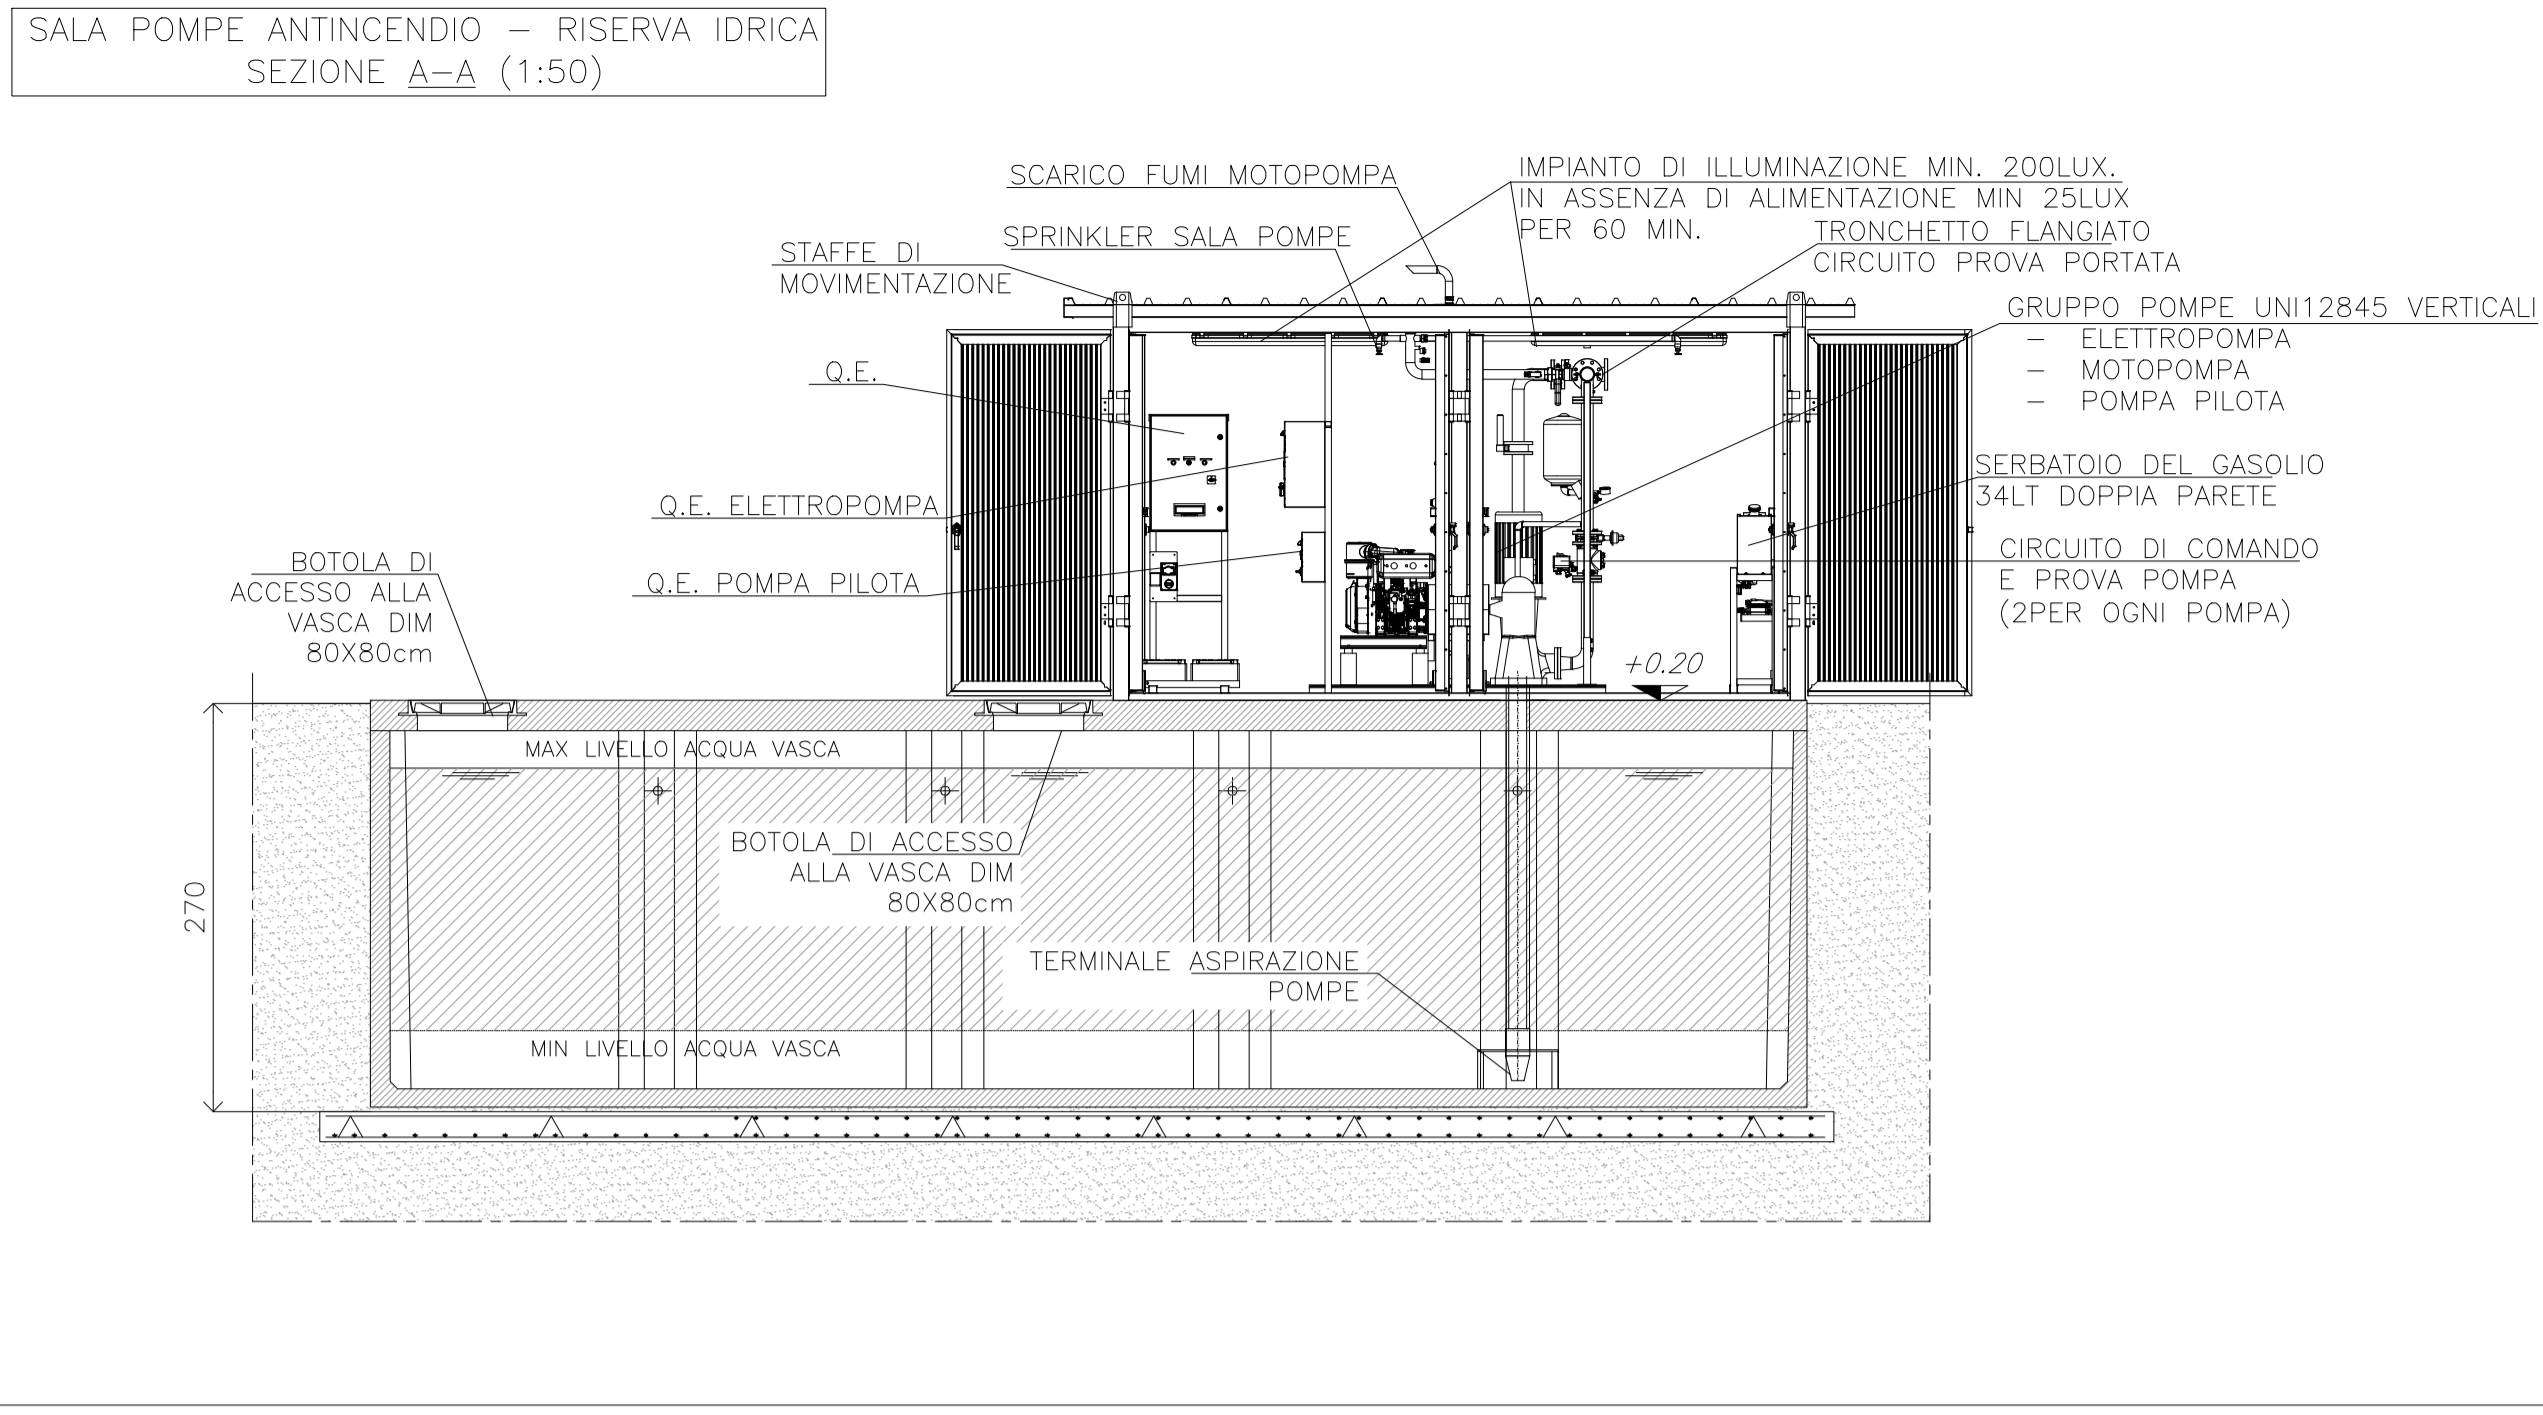 SALA POMPE ANTINCENDIO – RISERVA IDRICA
SEZIONE A–A (1:50)
SCARICO FUMI MOTOPOMPA
IMPIANTO DI ILLUMINAZIONE MIN. 200LUX.
IN ASSENZA DI ALIMENTAZIONE MIN 25LUX
PER 60 MIN.
SPRINKLER SALA POMPE
TRONCHETTO FLANGIATO
CIRCUITO PROVA PORTATA
STAFFE DI
MOVIMENTAZIONE
GRUPPO POMPE UNI12845 VERTICALI
– ELETTROPOMPA
– MOTOPOMPA
– POMPA PILOTA
Q.E.
SERBATOIO DEL GASOLIO
34LT DOPPIA PARETE
Q.E. ELETTROPOMPA
CIRCUITO DI COMANDO
E PROVA POMPA
(2PER OGNI POMPA)
Q.E. POMPA PILOTA
BOTOLA DI
ACCESSO ALLA
VASCA DIM
80X80cm
+0.20
MAX LIVELLO ACQUA VASCA
270
BOTOLA DI ACCESSO
ALLA VASCA DIM
80X80cm
TERMINALE ASPIRAZIONE
POMPE
MIN LIVELLO ACQUA VASCA